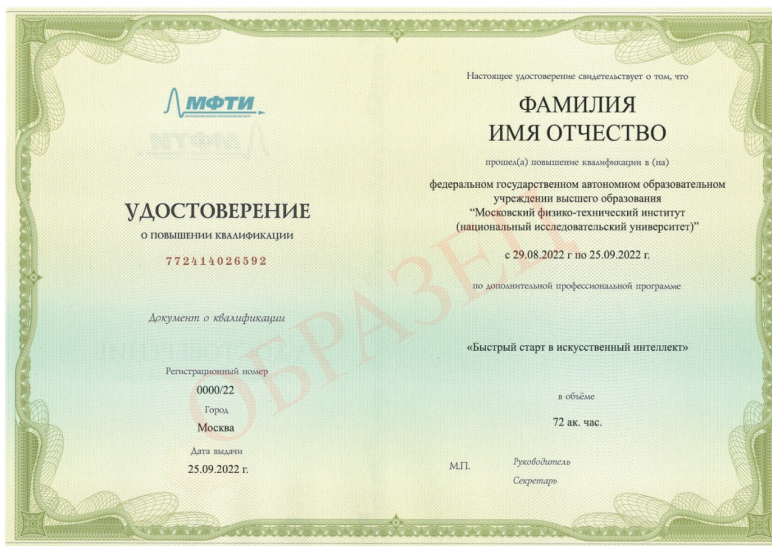 МФТИ
УДОСТОВЕРЕНИЕ
О ПОВЫШЕНИИ КВАЛИФИКАЦИИ
772414026592
Документ о квалификации
Регистрационный номер
0000/22
Город
Москва
Дата выдачи
25.09.2022 г.
Настоящее удостоверение свидетельствует о том, что
ФАМИЛИЯ
ИМЯ ОТЧЕСТВО
прошел(а) повышение квалификации в (на)
федеральном государственном автономном образовательном
учреждении высшего образования
“Московский физико-технический институт
(национальный исследовательский университет)”
с 29.08.2022 г по 25.09.2022 г.
по дополнительной профессиональной программе
«Быстрый старт в искусственный интеллект»
в объёме
72 ак. час.
М.П.
Руководитель
Секретарь
ОБРАЗЕЦ